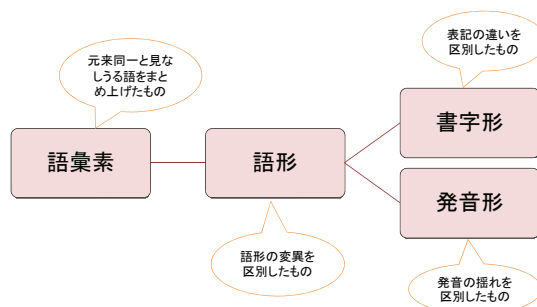 元来同一と見な
しうる語をまと
め上げたもの
表記の違いを
区別したもの
語彙素
語形
書字形
発音形
語形の変異を
区別したもの
発音の揺れを
区別したもの